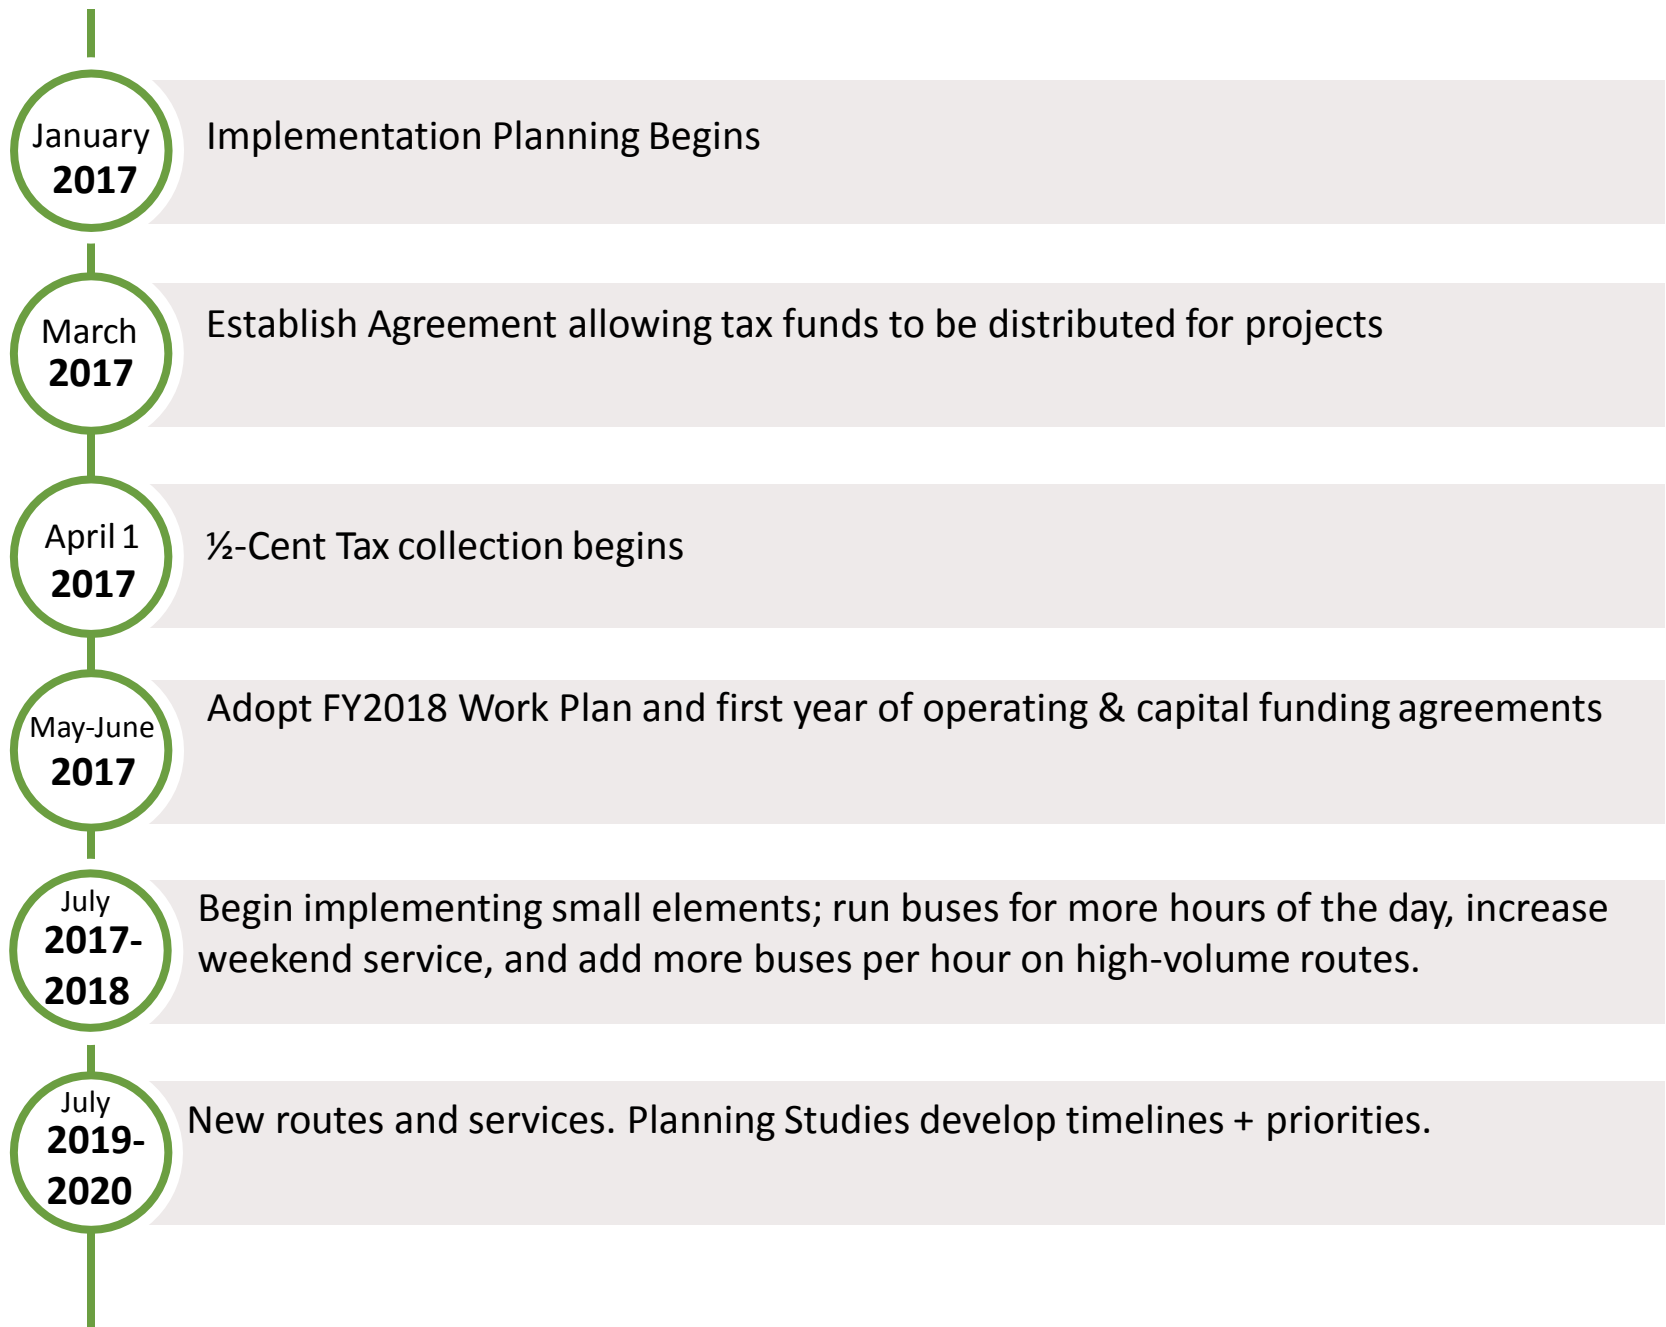 January
2017
Implementation Planning Begins
March
2017
Establish Agreement allowing tax funds to be distributed for projects
April 1
2017
½-Cent Tax collection begins
May-June
2017
Adopt FY2018 Work Plan and first year of operating & capital funding agreements
July
2017-
2018
Begin implementing small elements; run buses for more hours of the day, increase
weekend service, and add more buses per hour on high-volume routes.
July
2019-
2020
New routes and services. Planning Studies develop timelines + priorities.